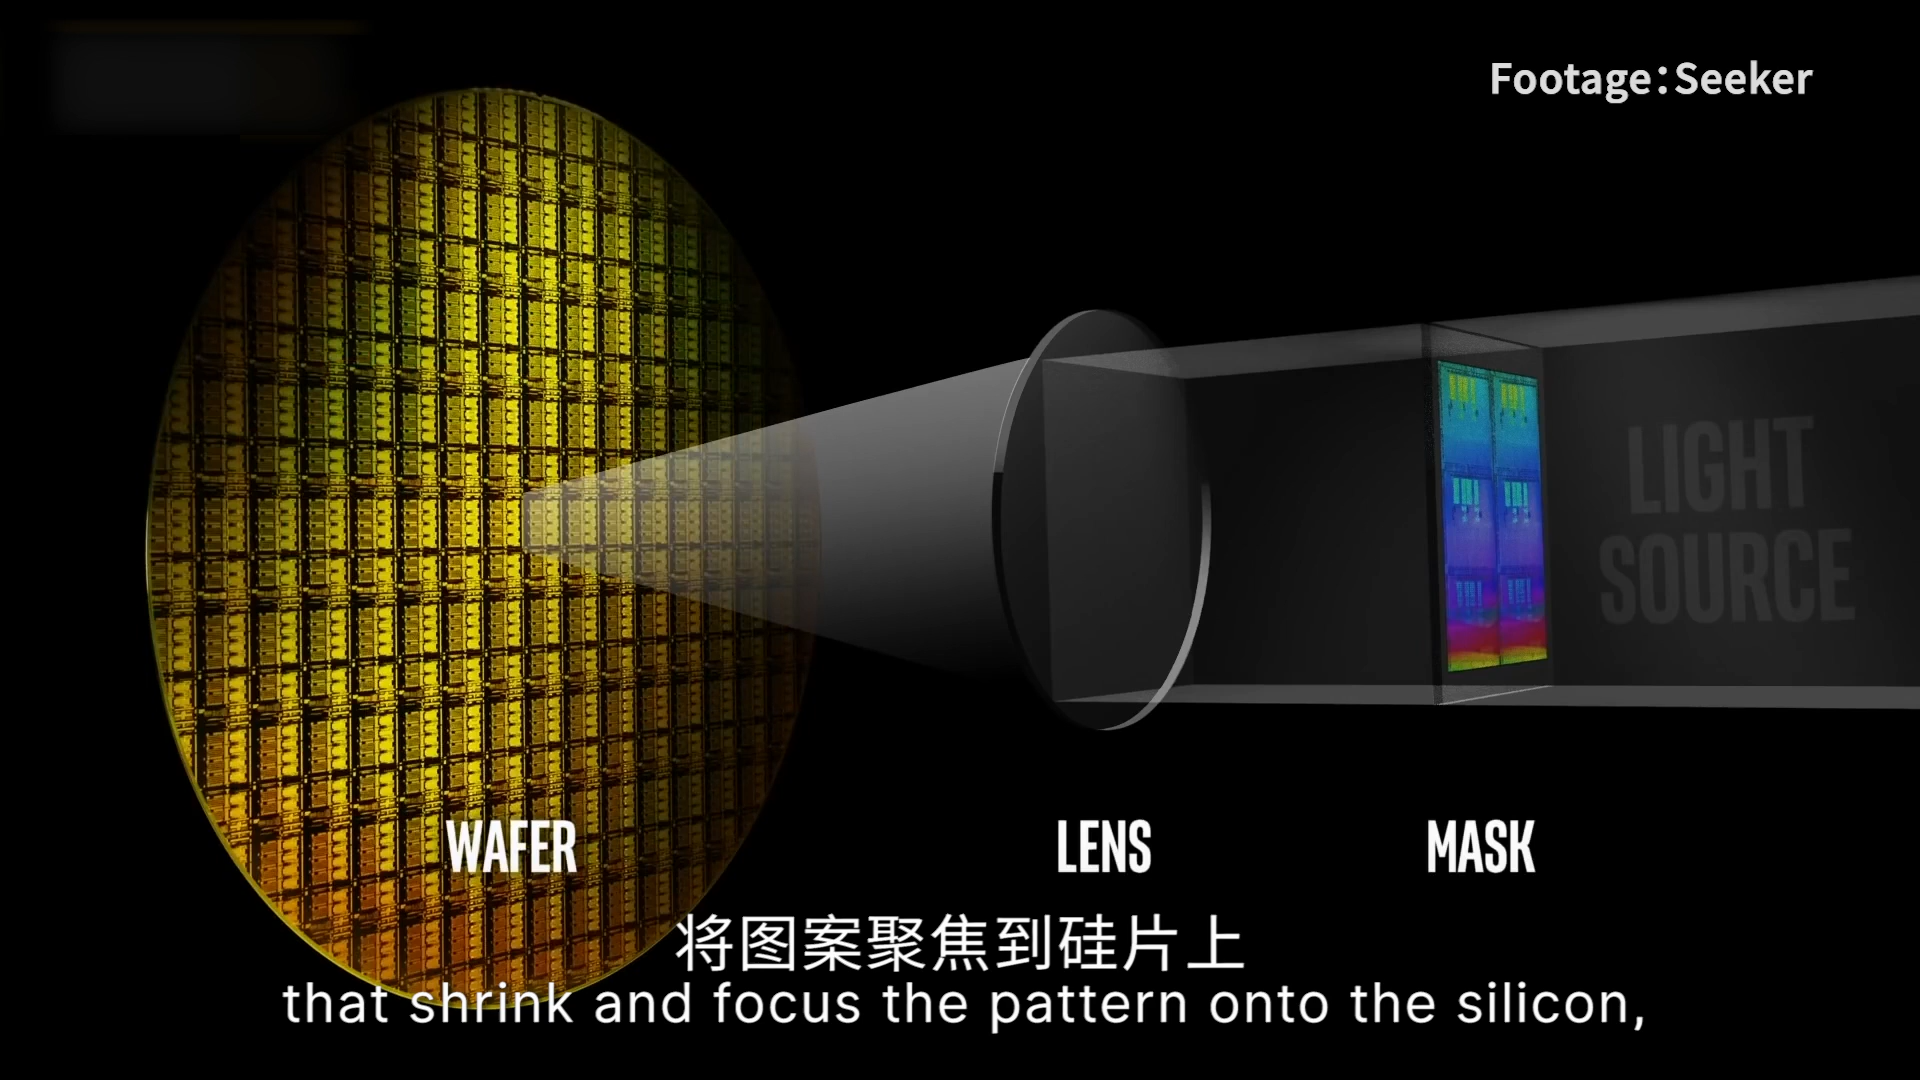 Footage:Seeker
LIGHT
SOURCE
WAFER
LENS
MASK
将图案聚焦到硅片上
that shrink and focus the pattern onto the silicon,